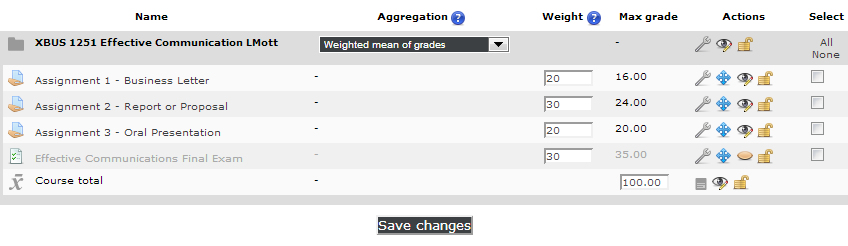 Name Aggregation ? Weight ? Max grade Actions Select
XBUS 1251 Effective Communication LMott Weighted mean of grades - All
None
Assignment 1 - Business Letter - 20 16.00
Assignment 2 - Report or Proposal - 30 24.00
Assignment 3 - Oral Presentation - 20 20.00
Effective Communications Final Exam - 30 35.00
x̄ Course total - 100.00
Save changes